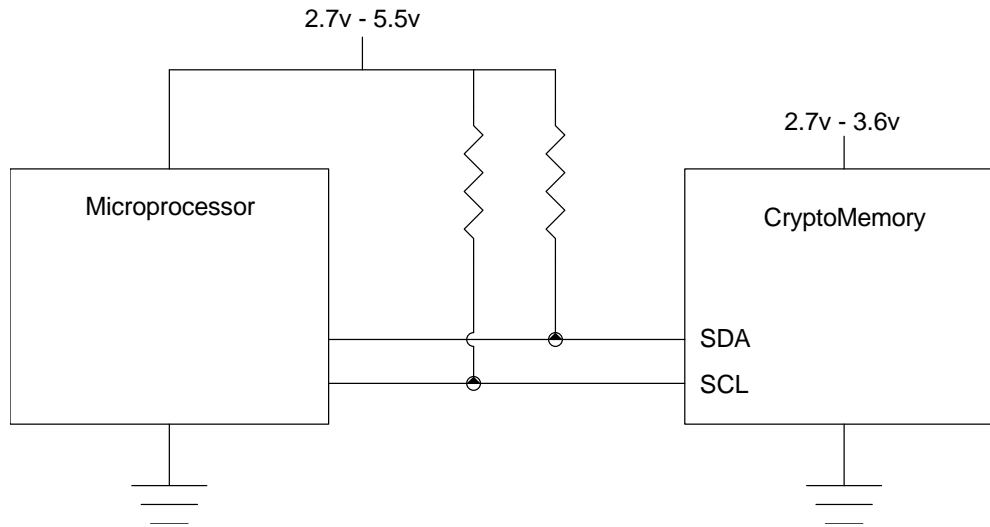 2.7v - 5.5v
2.7v - 3.6v
Microprocessor
CryptoMemory
SDA
SCL